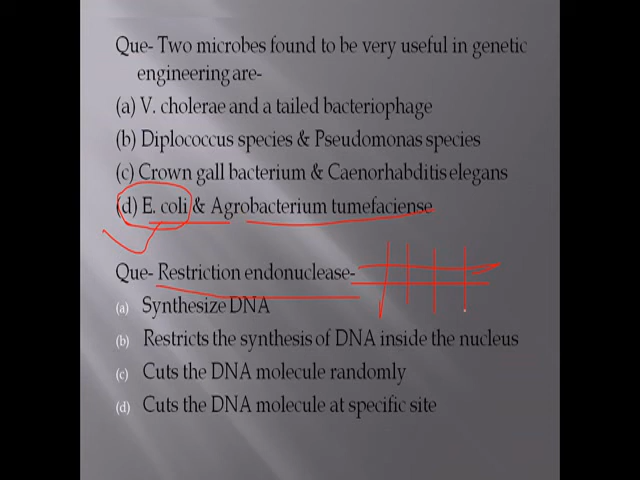 Que- Two microbes found to be very useful in genetic
engineering are-
(a) V. cholerae and a tailed bacteriophage
(b) Diplococcus species & Pseudomonas species
(c) Crown gall bacterium & Caenorhabditis elegans
(d) E. coli & Agrobacterium tumefaciense
Que- Restriction endonuclease-
(a) Synthesize DNA
(b) Restricts the synthesis of DNA inside the nucleus
(c) Cuts the DNA molecule randomly
(d) Cuts the DNA molecule at specific site